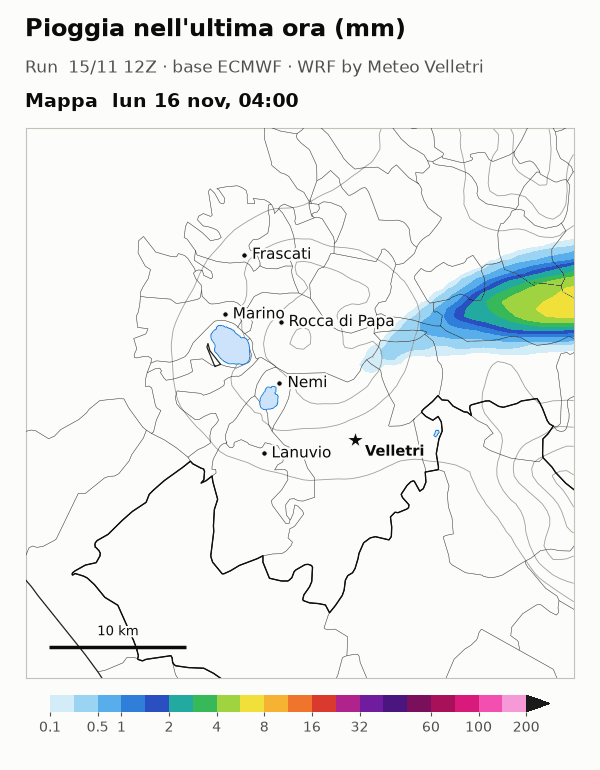 Pioggia nell'ultima ora (mm)
Run  15/11 12Z · base ECMWF · WRF by Meteo Velletri
Mappa  lun 16 nov, 04:00
Frascati
Marino
Rocca di Papa
Nemi
Velletri
Lanuvio
10 km
0.1 0.5 1 2 4 8 16 32 60 100 200